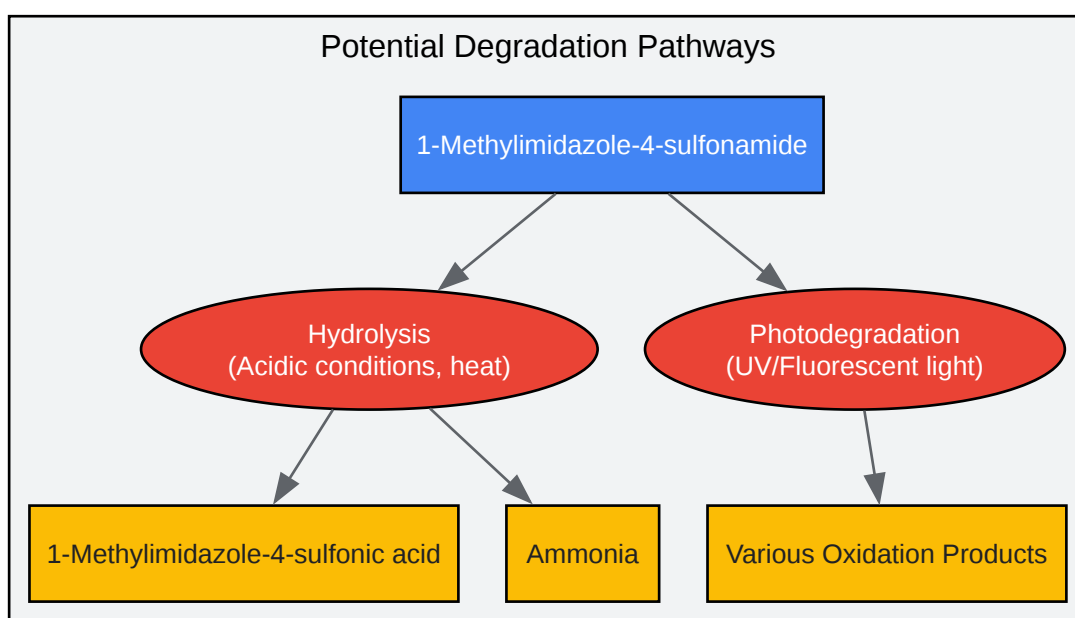 Potential Degradation Pathways
1-Methylimidazole-4-sulfonamide
Hydrolysis
(Acidic conditions, heat)
Photodegradation
(UV/Fluorescent light)
1-Methylimidazole-4-sulfonic acid
Ammonia
Various Oxidation Products